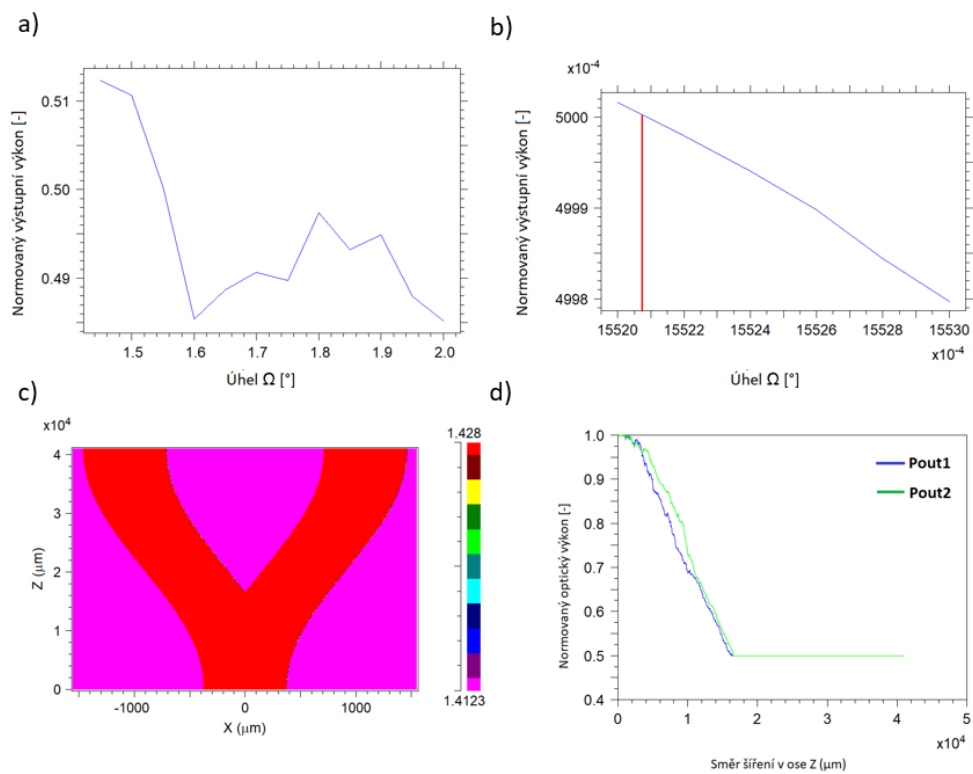 a)
Normovaný výstupní výkon [-]
0.51
0.50
0.49
1.5 1.6 1.7 1.8 1.9 2.0
Úhel Ω [°]
b)
x10⁻⁴
Normovaný výstupní výkon [-]
5000
4999
4998
15520 15522 15524 15526 15528 15530
x10⁻⁴
Úhel Ω [°]
c)
x10⁴
Z (μm)
4
3
2
1
0
-1000 0 1000
X (μm)
1.428
1.4123
d)
Normovaný optický výkon [-]
1.0
0.9
0.8
0.7
0.6
0.5
0.4
Pout1
Pout2
0 1 2 3 4 50
x10⁴
Směr šíření v ose Z (μm)